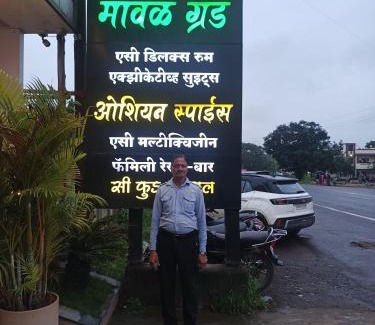 मावळ ग्रँड
एसी डिलक्स रुम
एक्झीकेटीव्ह सुइट्स
ओशियन स्पाईस
एसी मल्टीक्विजीन
फॅमिली
सी फुड